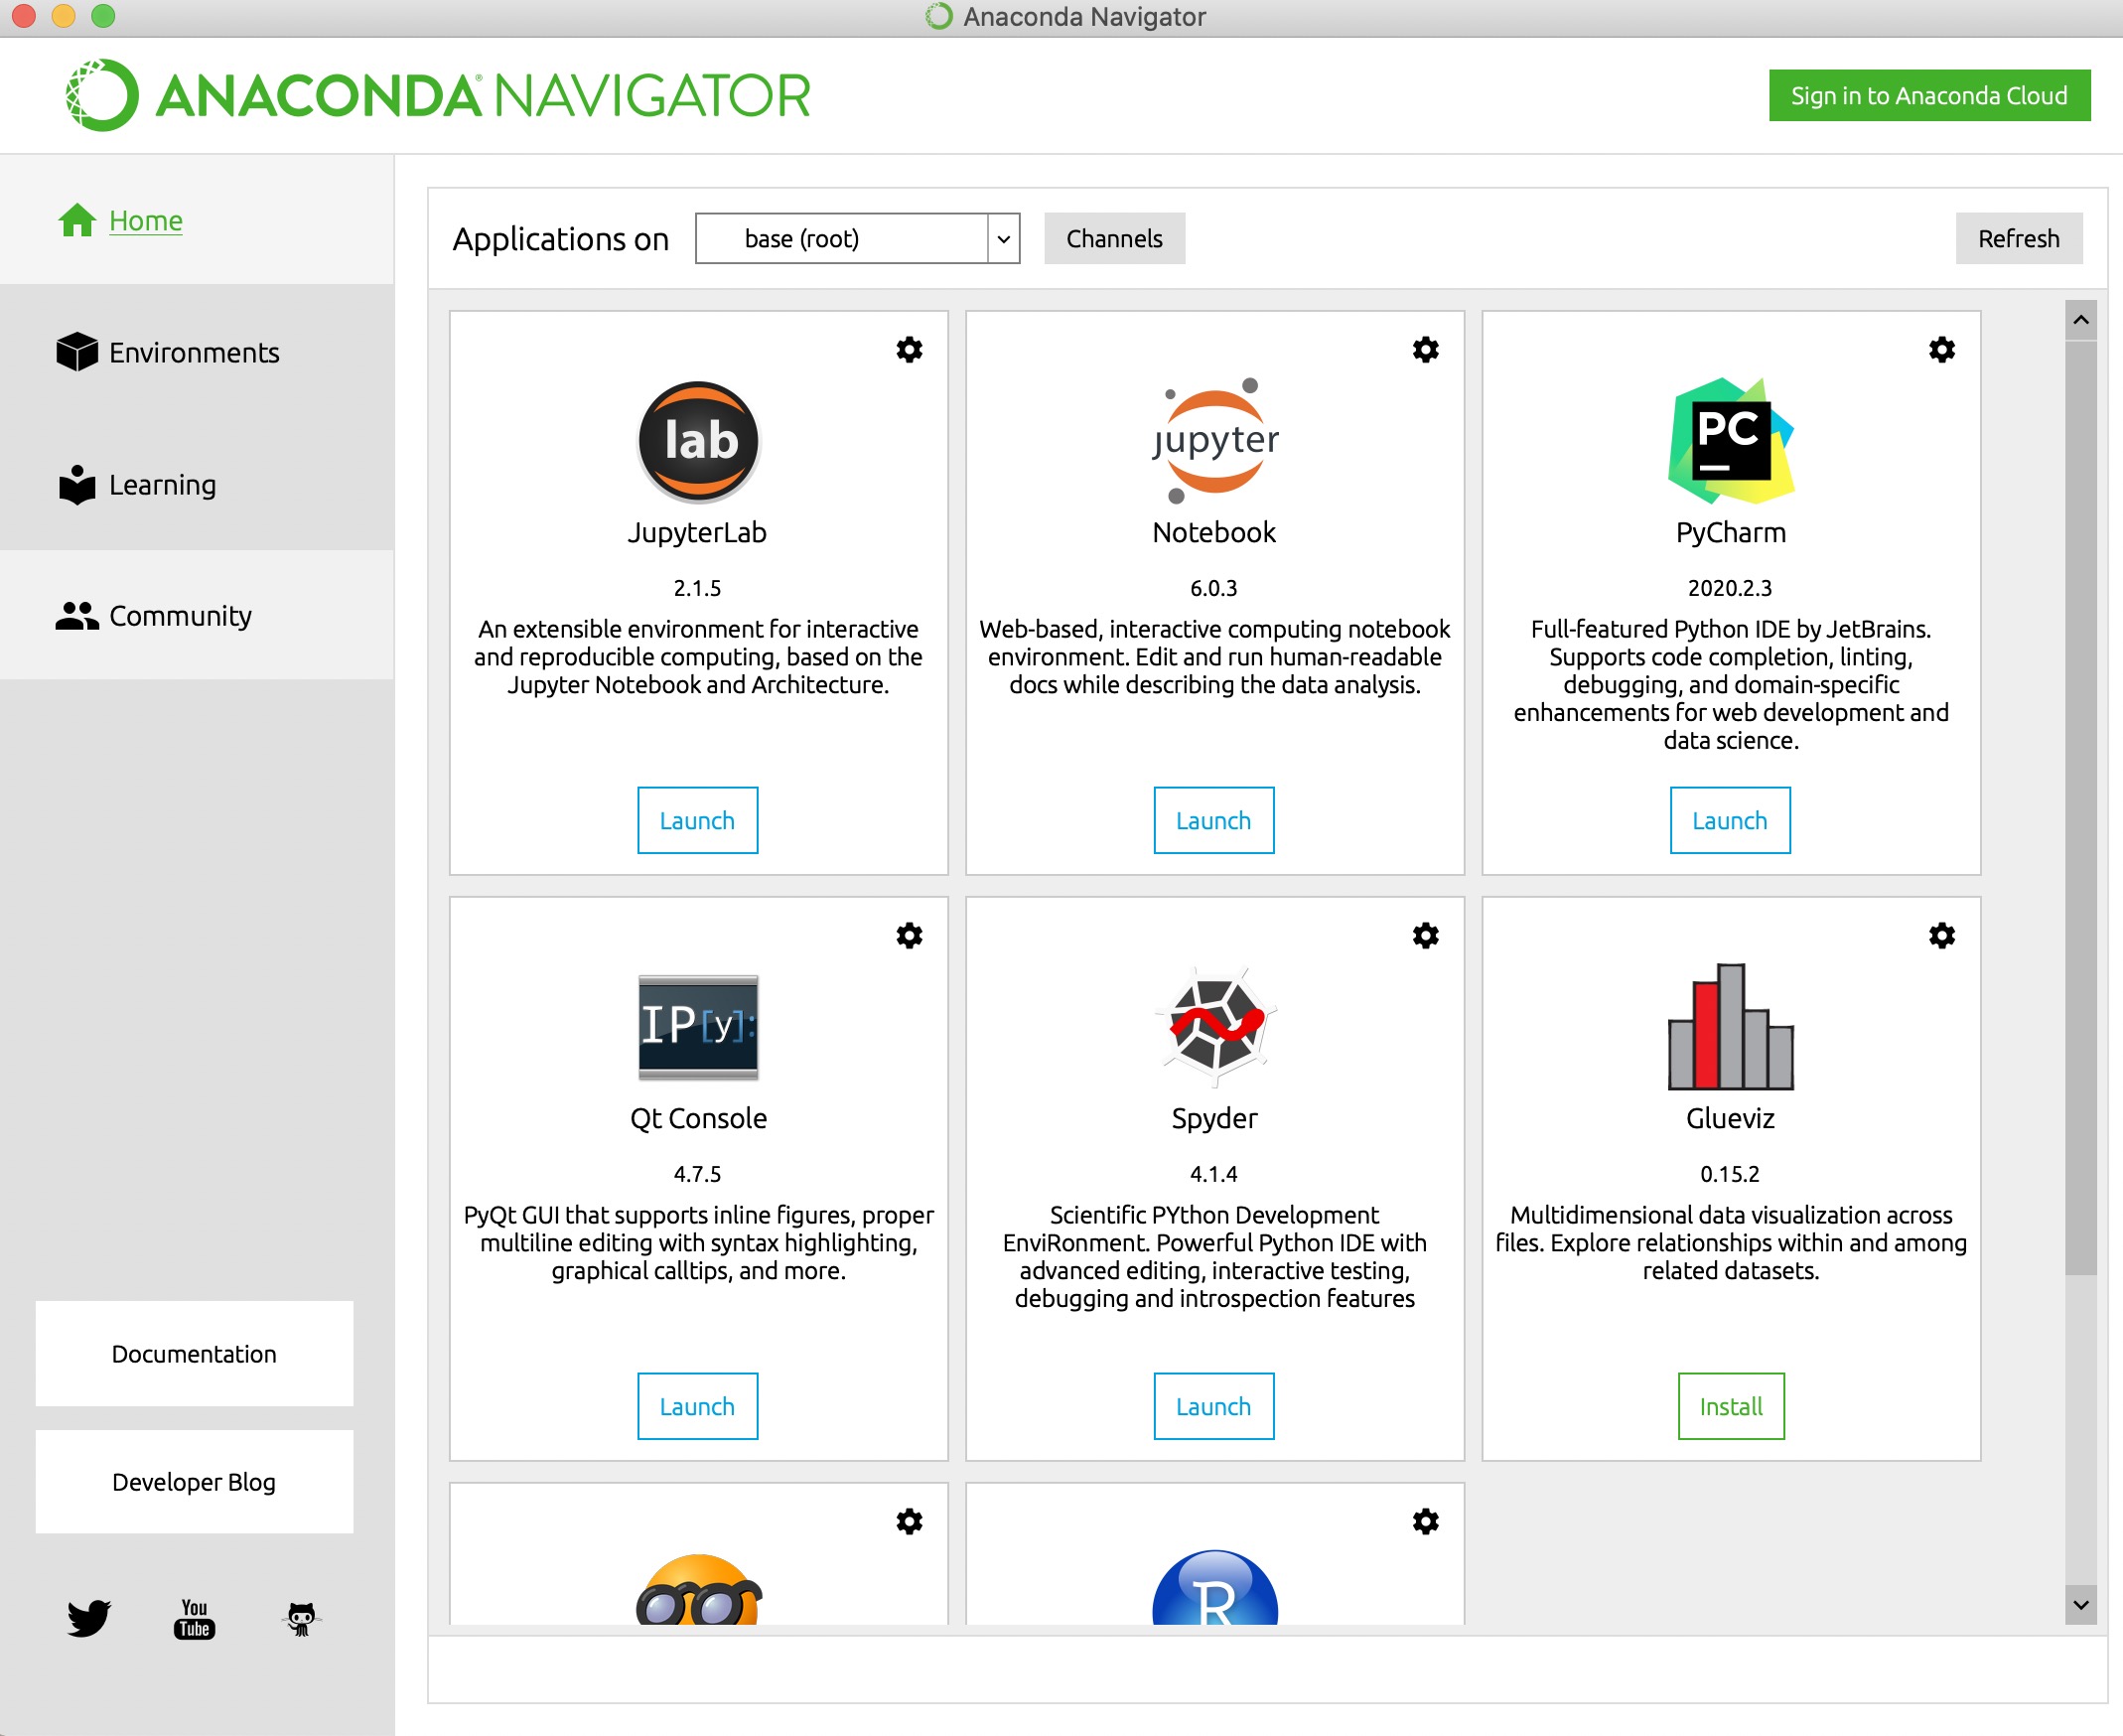 Anaconda Navigator
ANACONDA® NAVIGATOR
Sign in to Anaconda Cloud
Home
Environments
Learning
Community
Documentation
Developer Blog
You
Tube
Applications on
base (root)
Channels
Refresh
lab
JupyterLab
2.1.5
An extensible environment for interactive
and reproducible computing, based on the
Jupyter Notebook and Architecture.
Launch
jupyter
Notebook
6.0.3
Web-based, interactive computing notebook
environment. Edit and run human-readable
docs while describing the data analysis.
Launch
PC
PyCharm
2020.2.3
Full-featured Python IDE by JetBrains.
Supports code completion, linting,
debugging, and domain-specific
enhancements for web development and
data science.
Launch
IP[y]:
Qt Console
4.7.5
PyQt GUI that supports inline figures, proper
multiline editing with syntax highlighting,
graphical calltips, and more.
Launch
Spyder
4.1.4
Scientific PYthon Development
EnviRonment. Powerful Python IDE with
advanced editing, interactive testing,
debugging and introspection features
Launch
Glueviz
0.15.2
Multidimensional data visualization across
files. Explore relationships within and among
related datasets.
Install
R